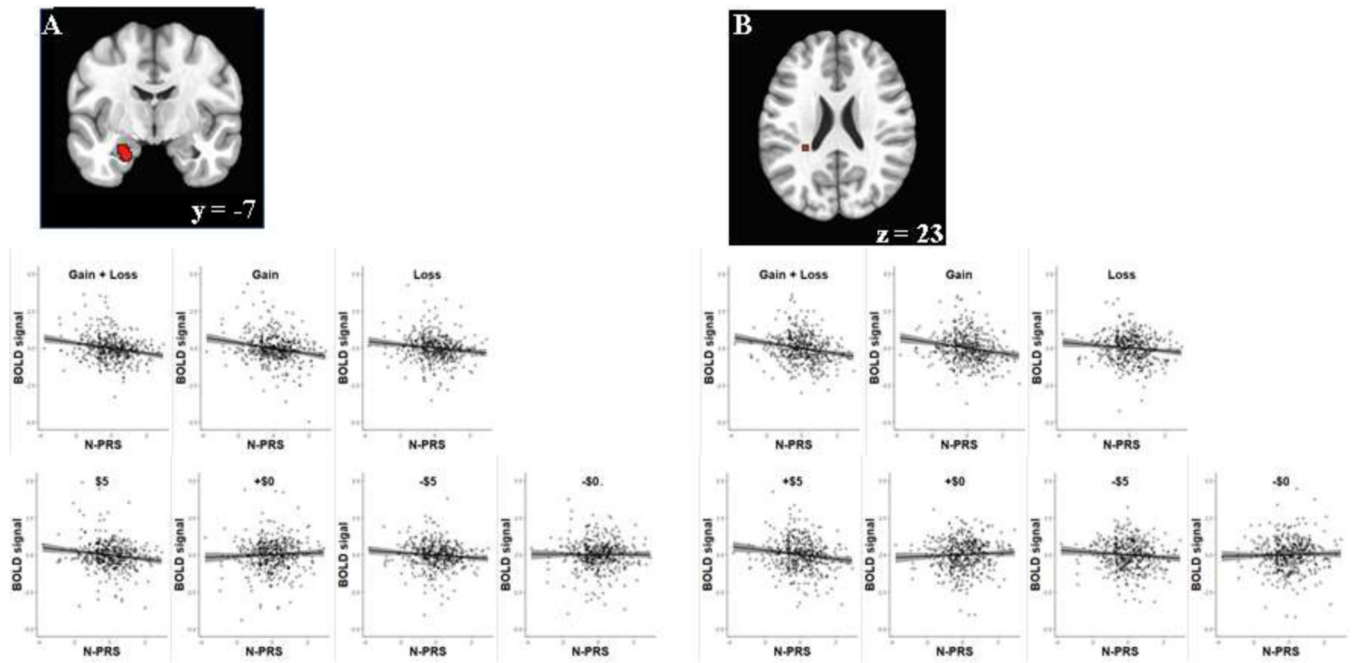 A
y = -7
B
z = 23
Gain + Loss
Gain
Loss
BOLD signal
BOLD signal
BOLD signal
N-PRS
N-PRS
N-PRS
$5
+$0
-$5
-$0.
BOLD signal
BOLD signal
BOLD signal
BOLD signal
N-PRS
N-PRS
N-PRS
N-PRS
Gain + Loss
Gain
Loss
BOLD signal
BOLD signal
BOLD signal
N-PRS
N-PRS
N-PRS
+$5
+$0
-$5
-$0
BOLD signal
BOLD signal
BOLD signal
BOLD signal
N-PRS
N-PRS
N-PRS
N-PRS